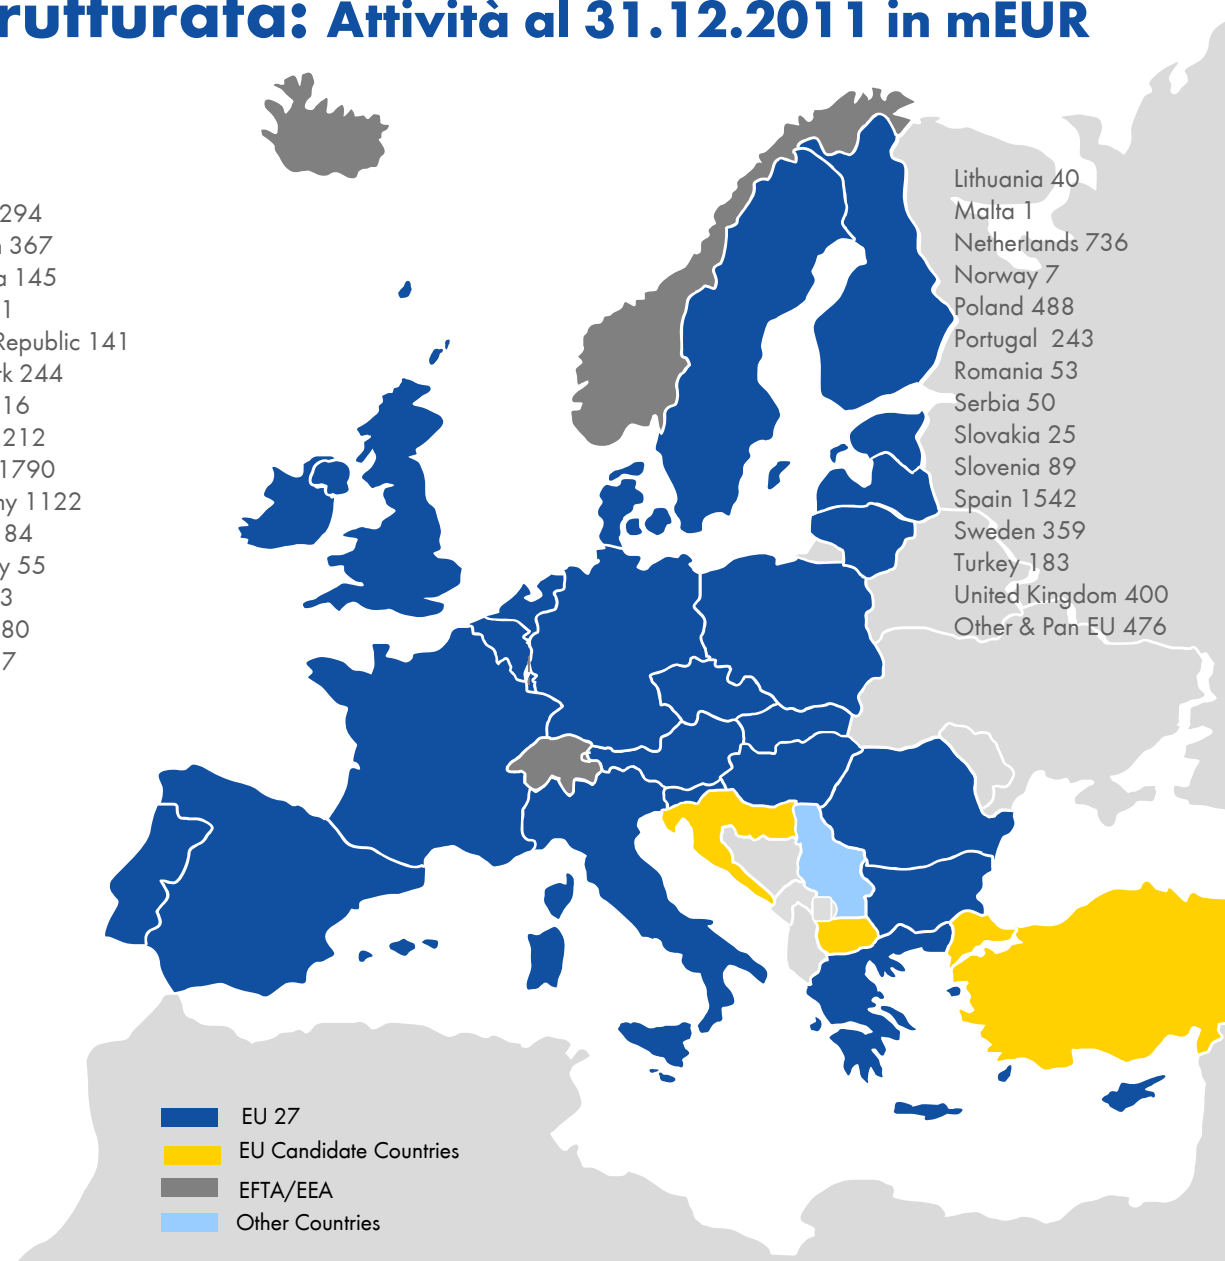 rutturata: Attività al 31.12.2011 in mEUR
294
367
a 145
1
Republic 141
rk 244
16
212
1790
ny 1122
84
y 55
3
80
7
Lithuania 40
Malta 1
Netherlands 736
Norway 7
Poland 488
Portugal 243
Romania 53
Serbia 50
Slovakia 25
Slovenia 89
Spain 1542
Sweden 359
Turkey 183
United Kingdom 400
Other & Pan EU 476
EU 27
EU Candidate Countries
EFTA/EEA
Other Countries